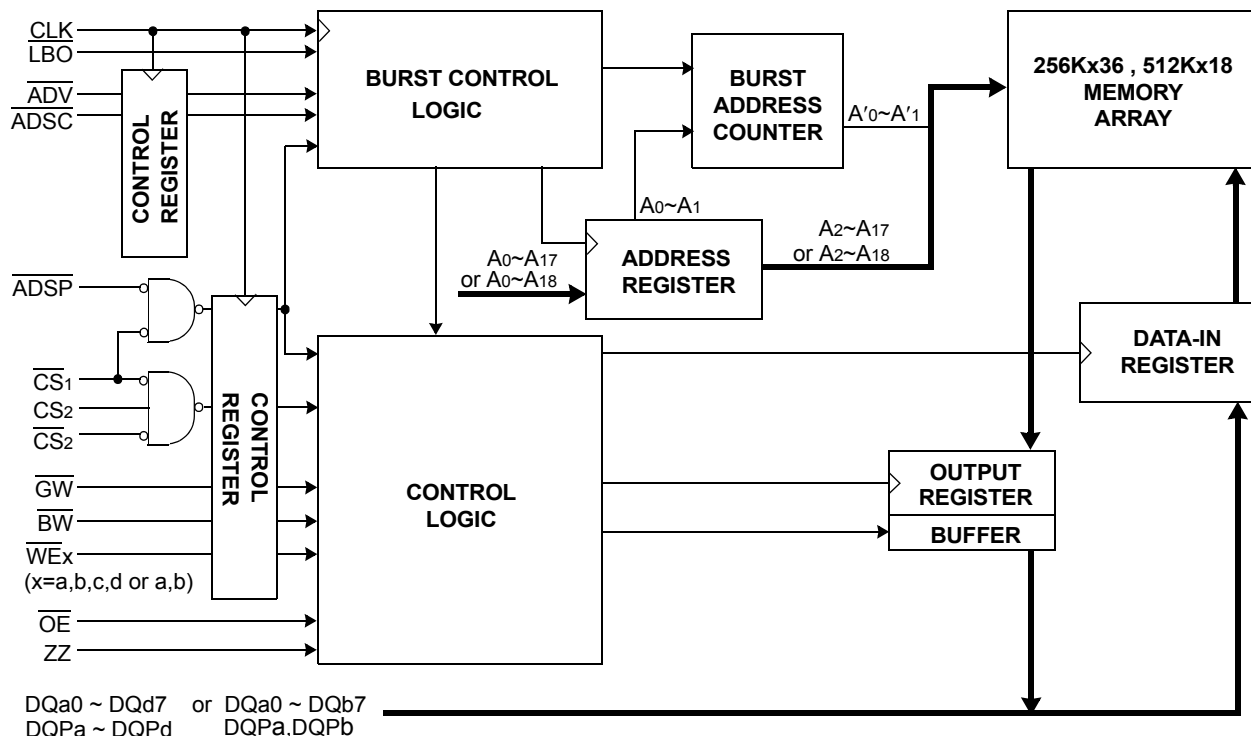 CLK
LBO
ADV
ADSC
CONTROL
REGISTER
BURST CONTROL
LOGIC
BURST
ADDRESS
COUNTER
A′0~A′1
256Kx36 , 512Kx18
MEMORY
ARRAY
A0~A1
A0~A17
or A0~A18
ADDRESS
REGISTER
A2~A17
or A2~A18
ADSP
CS1
CS2
CS2
CONTROL
REGISTER
GW
BW
WEx
(x=a,b,c,d or a,b)
OE
ZZ
CONTROL
LOGIC
DATA-IN
REGISTER
OUTPUT
REGISTER
BUFFER
DQa0 ~ DQd7 or DQa0 ~ DQb7
DQPa ~ DQPd DQPa,DQPb